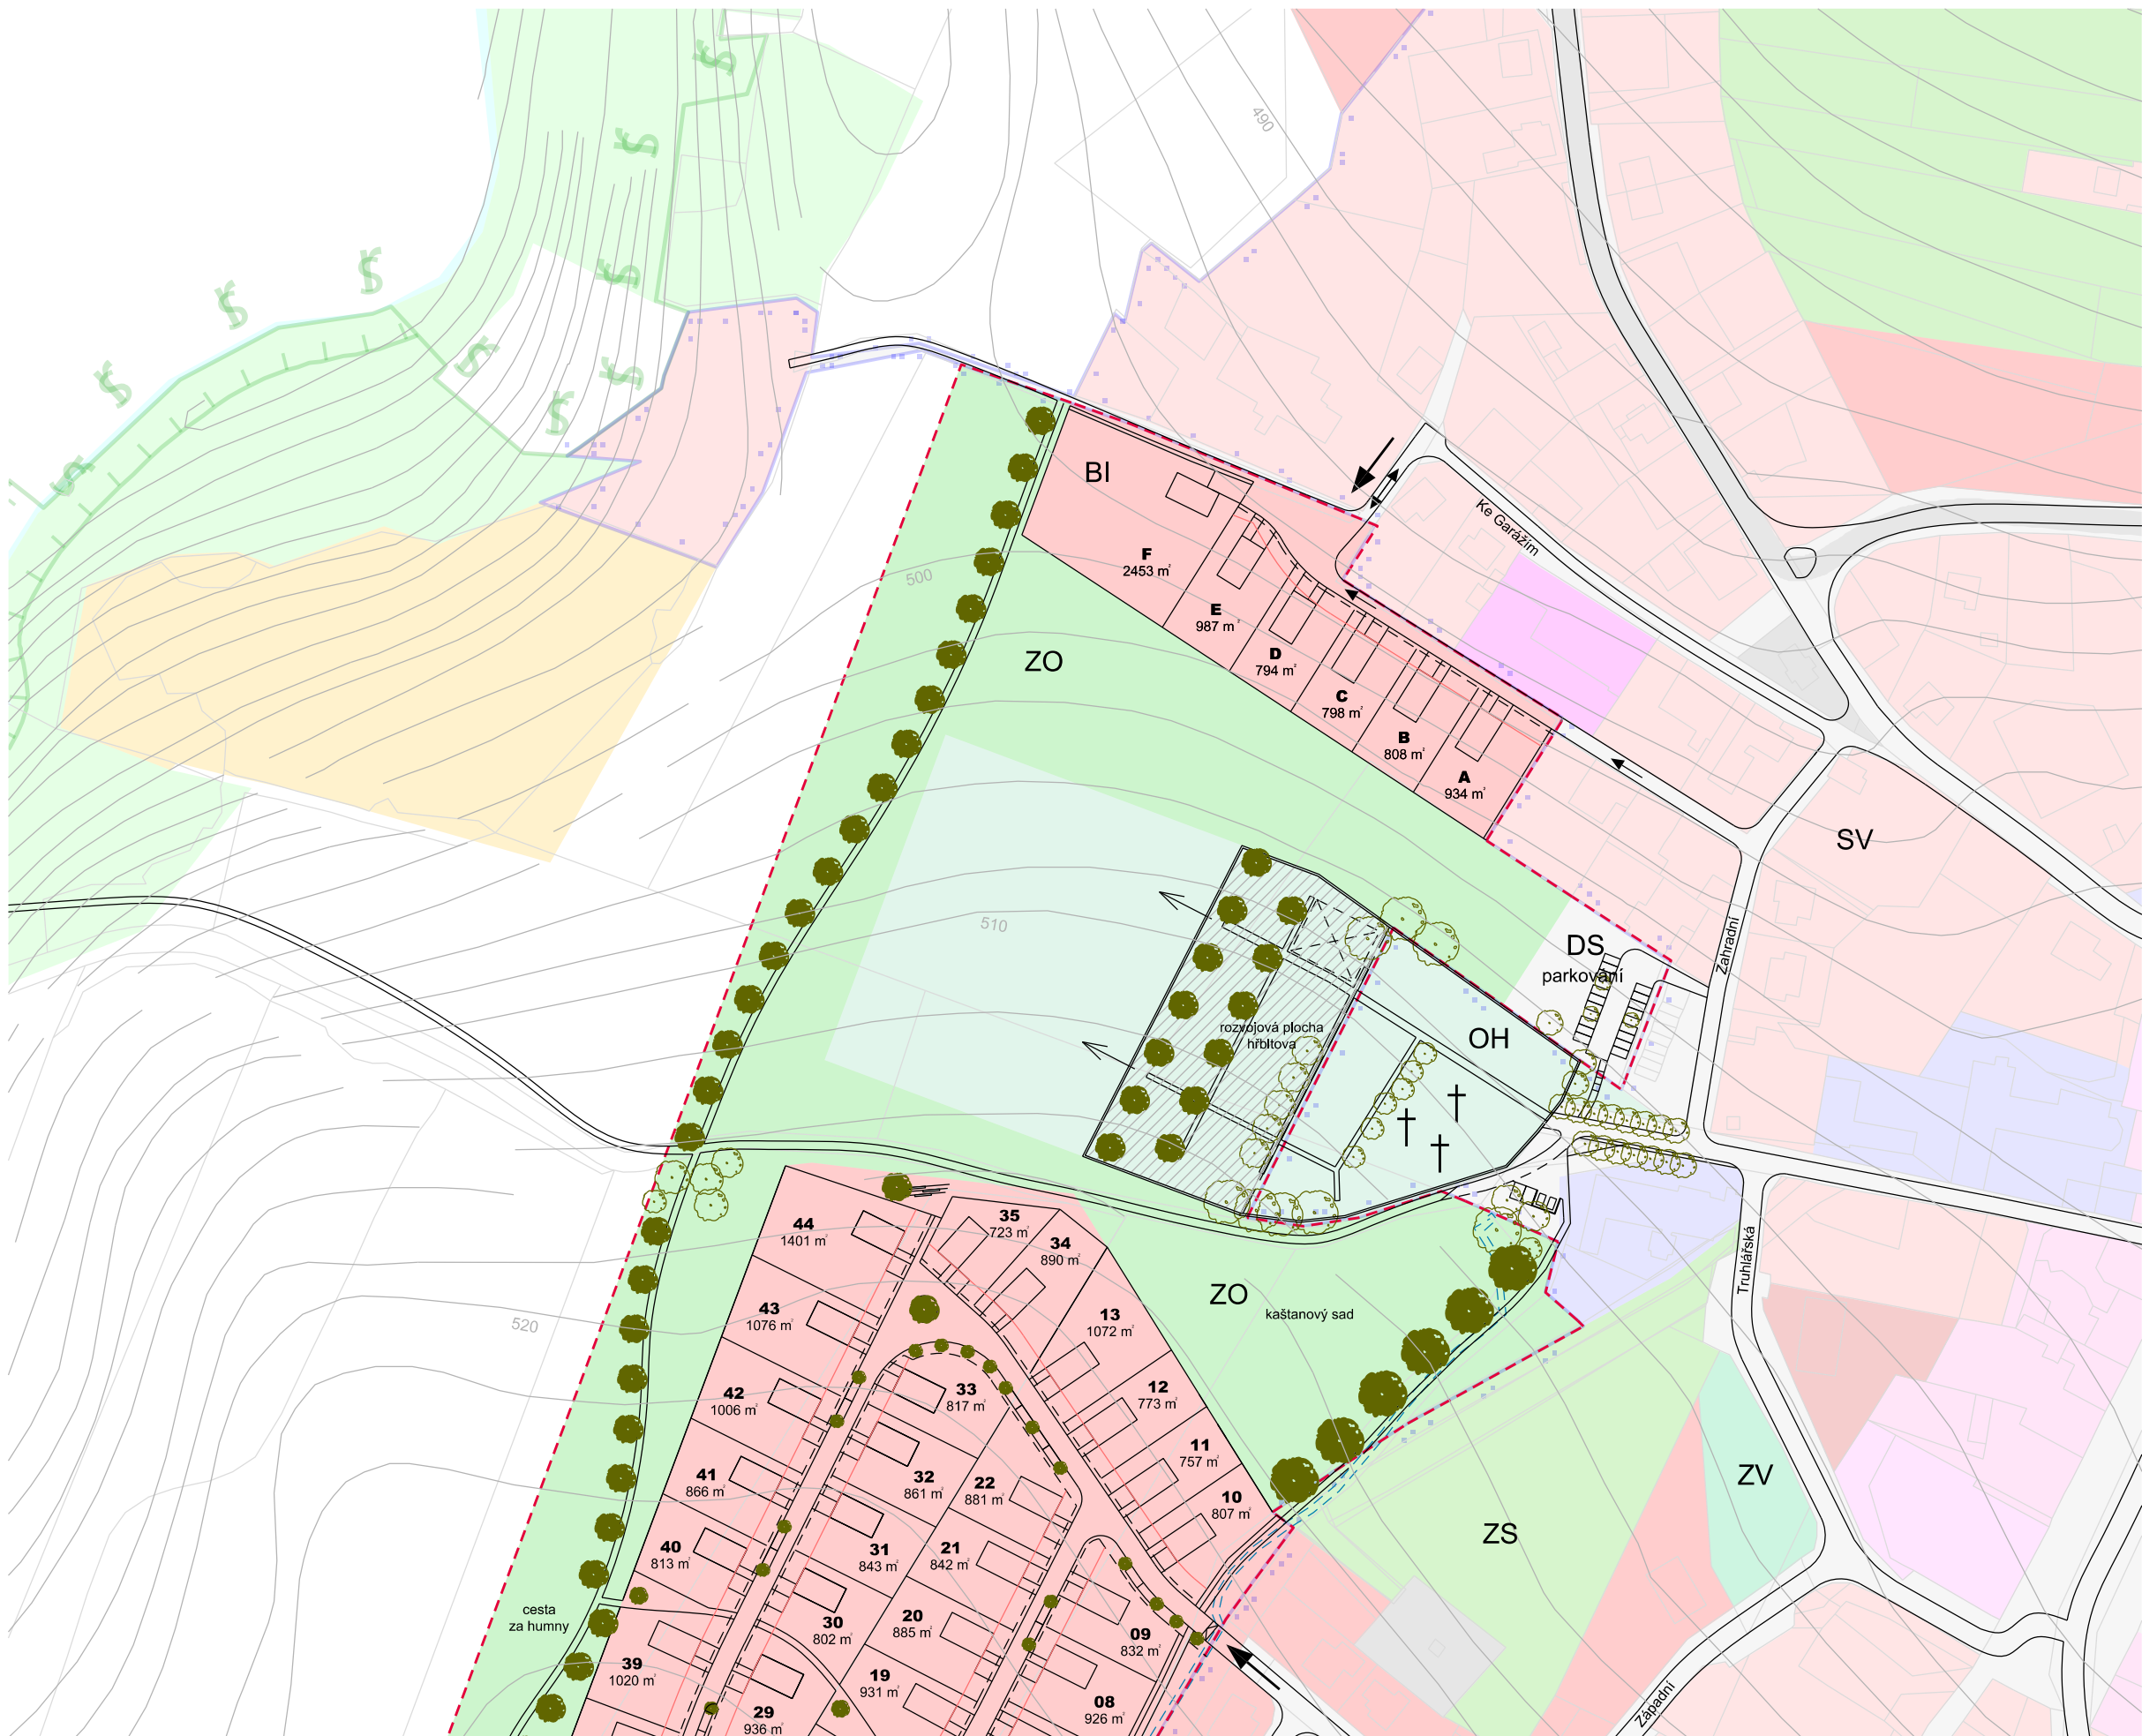 490
BI
Ke Garážím
F
2453 m²
500
E
987 m²
ZO
D
794 m²
C
798 m²
B
808 m²
A
934 m²
SV
510
DS
parkování
Zahradní
rozvojová plocha
hřbltova
OH
35
723 m²
44
1401 m²
34
890 m²
Truhlářská
ZO
kaštanový sad
43
1076 m²
13
1072 m²
520
42
1006 m²
33
817 m²
12
773 m²
11
757 m²
41
866 m²
32
861 m²
22
881 m²
10
807 m²
ZV
ZS
40
813 m²
31
843 m²
21
842 m²
cesta
za humny
30
802 m²
20
885 m²
09
832 m²
39
1020 m²
19
931 m²
29
936 m²
08
926 m²
Západní